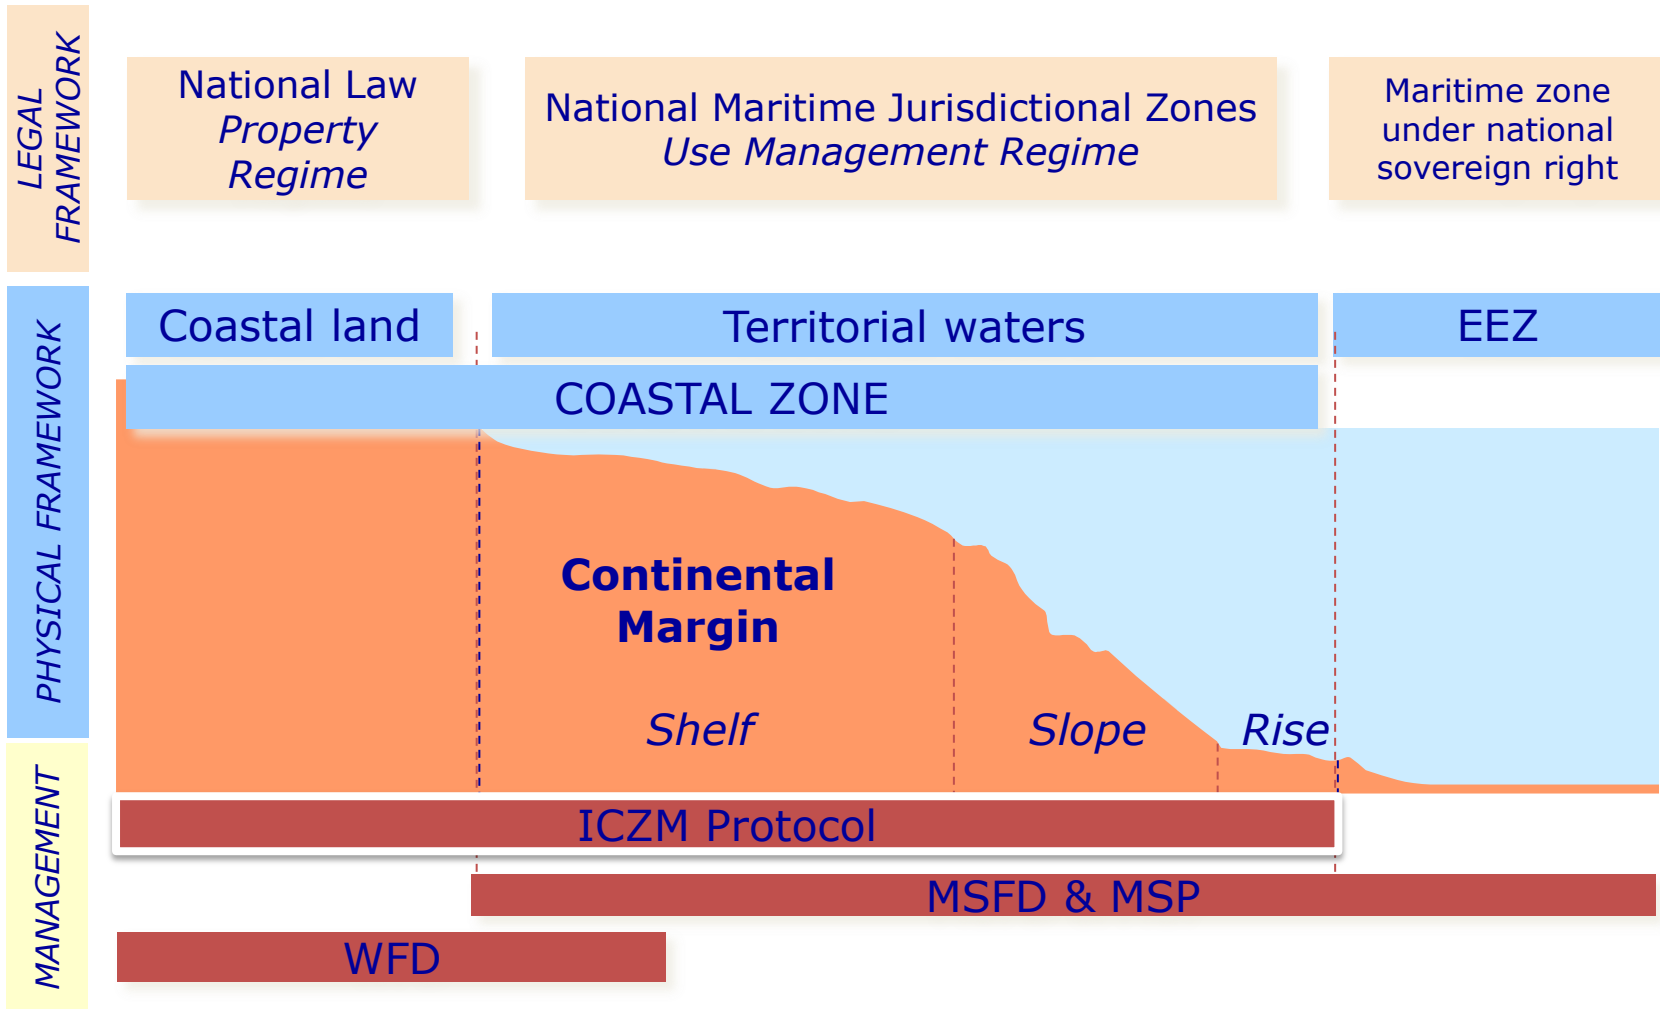 LEGAL
FRAMEWORK
National Law
Property
Regime
National Maritime Jurisdictional Zones
Use Management Regime
Maritime zone
under national
sovereign right
PHYSICAL FRAMEWORK
Coastal land
Territorial waters
EEZ
COASTAL ZONE
Continental
Margin
Shelf
Slope
Rise
MANAGEMENT
ICZM Protocol
MSFD & MSP
WFD